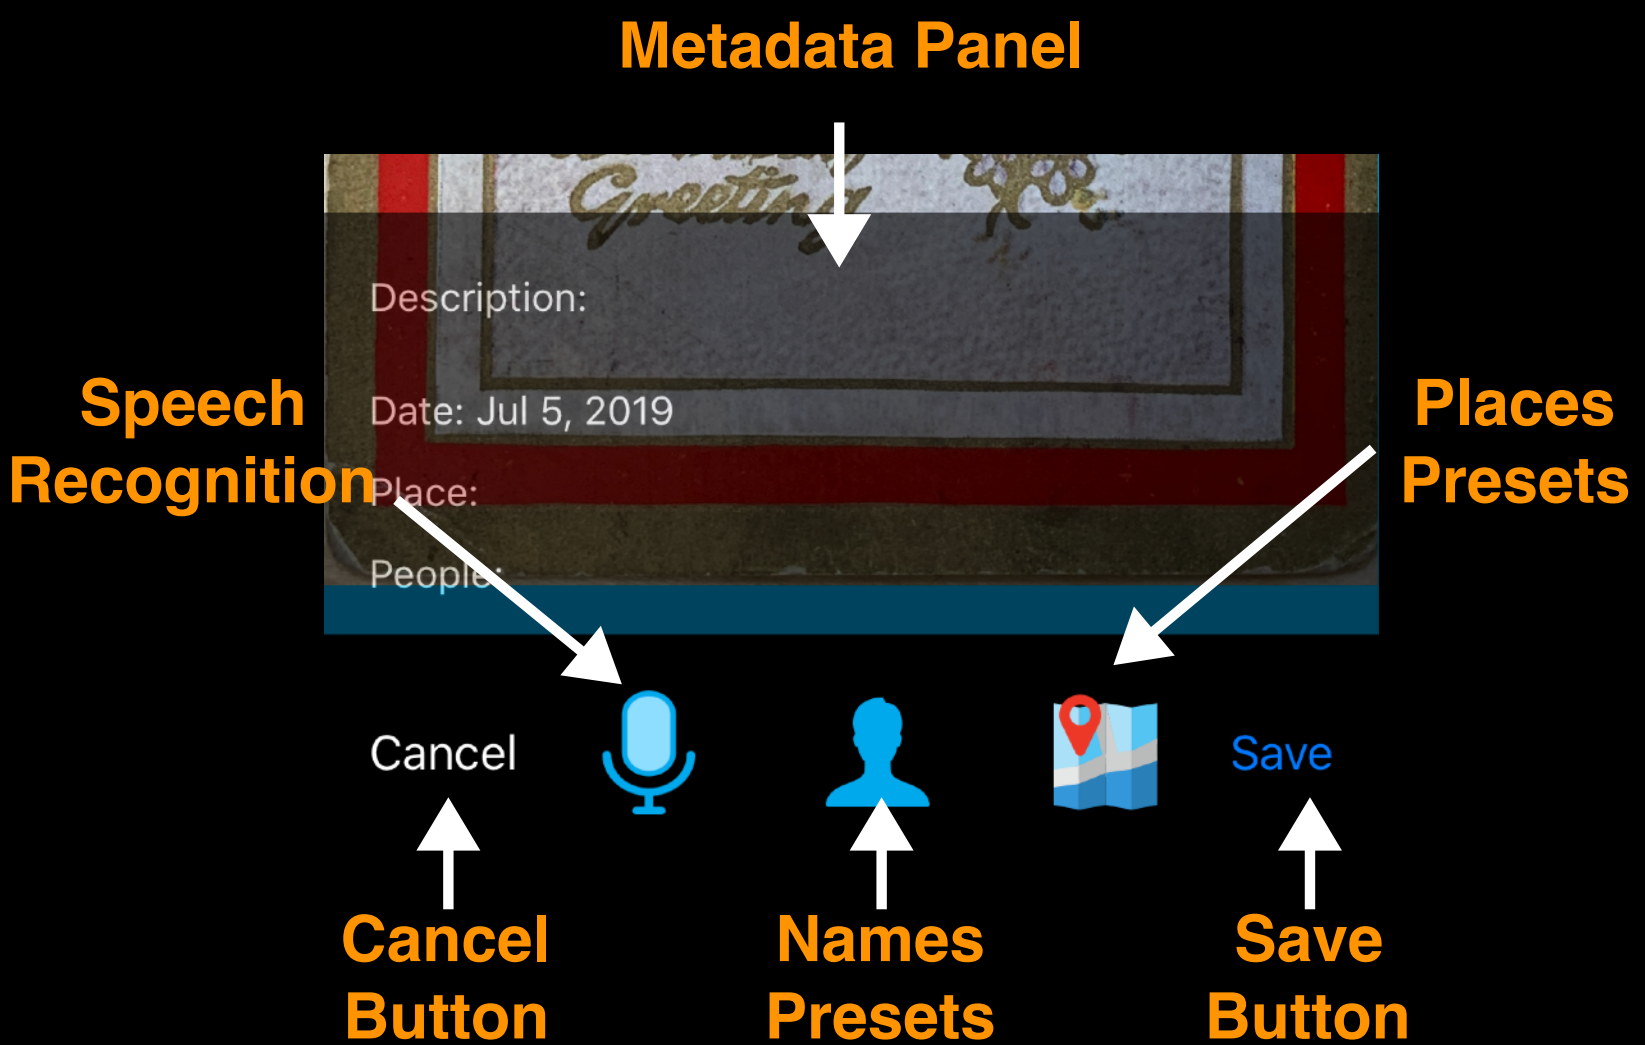 Metadata Panel
Greeting
Description:
Speech
Recognition
Date: Jul 5, 2019
Places
Presets
Place:
People:
Cancel
Save
Cancel
Button
Names
Presets
Save
Button